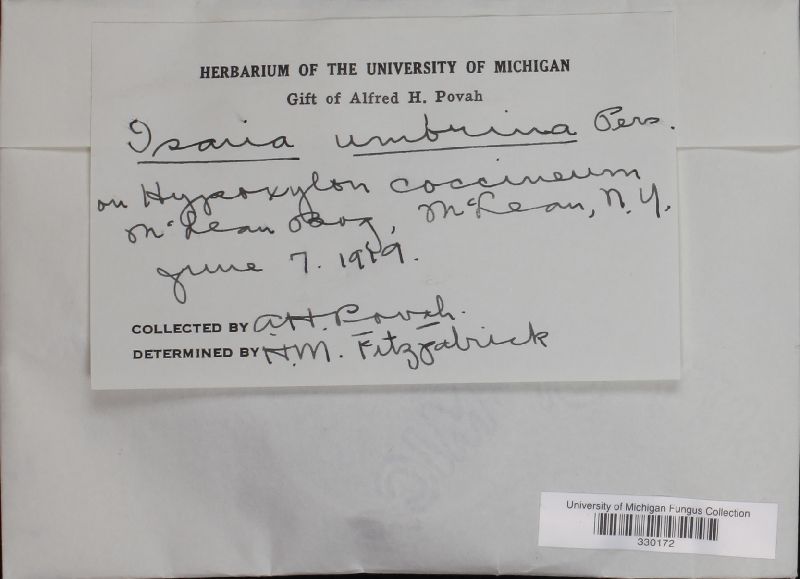 HERBARIUM OF THE UNIVERSITY OF MICHIGAN
Gift of Alfred H. Povah
Isaria umbrina Pers.
on Hypoxylon coccineum
McLean Bog, McLean, N.Y.
June 7. 1919.
COLLECTED BY A.H. Povah.
DETERMINED BY H.M. Fitzpatrick
University of Michigan Fungus Collection
330172